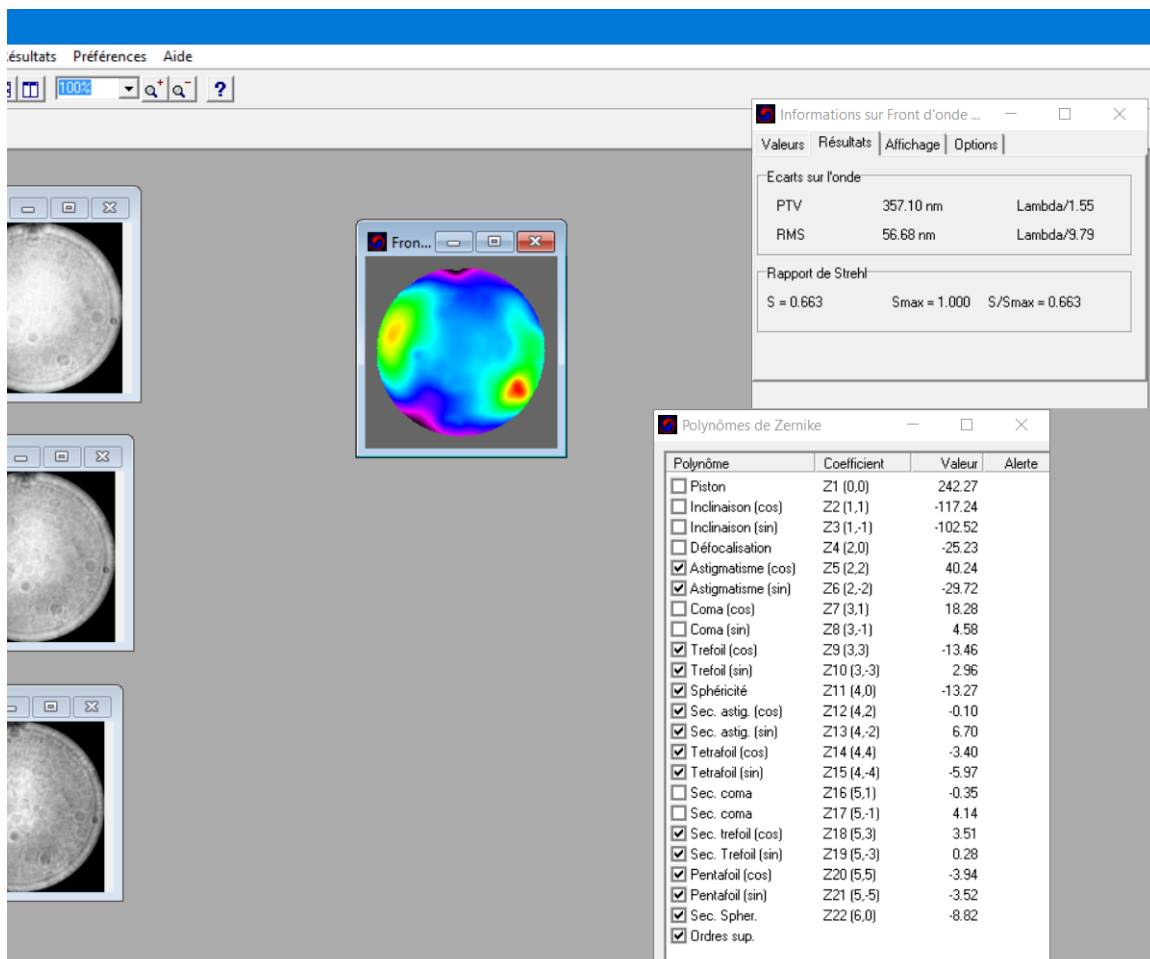 Résultats Préférences Aide
100%
?
Informations sur Front d'onde ...
Valeurs Résultats Affichage Options
Ecarts sur l'onde
PTV 357.10 nm Lambda/1.55
RMS 56.68 nm Lambda/9.79
Rapport de Strehl
S = 0.663 Smax = 1.000 S/Smax = 0.663
Fron...
Polynômes de Zernike
Polynôme Coefficient Valeur Alerte
Piston Z1 (0,0) 242.27
Inclinaison (cos) Z2 (1,1) -117.24
Inclinaison (sin) Z3 (1,-1) -102.52
Défocalisation Z4 (2,0) -25.23
Astigmatisme (cos) Z5 (2,2) 40.24
Astigmatisme (sin) Z6 (2,-2) -29.72
Coma (cos) Z7 (3,1) 18.28
Coma (sin) Z8 (3,-1) 4.58
Trefoil (cos) Z9 (3,3) -13.46
Trefoil (sin) Z10 (3,-3) 2.96
Sphéricité Z11 (4,0) -13.27
Sec. astig. (cos) Z12 (4,2) -0.10
Sec. astig. (sin) Z13 (4,-2) 6.70
Tetrafoil (cos) Z14 (4,4) -3.40
Tetrafoil (sin) Z15 (4,-4) -5.97
Sec. coma Z16 (5,1) -0.35
Sec. coma Z17 (5,-1) 4.14
Sec. trefoil (cos) Z18 (5,3) 3.51
Sec. Trefoil (sin) Z19 (5,-3) 0.28
Pentafoil (cos) Z20 (5,5) -3.94
Pentafoil (sin) Z21 (5,-5) -3.52
Sec. Spher. Z22 (6,0) -8.82
Ordres sup.